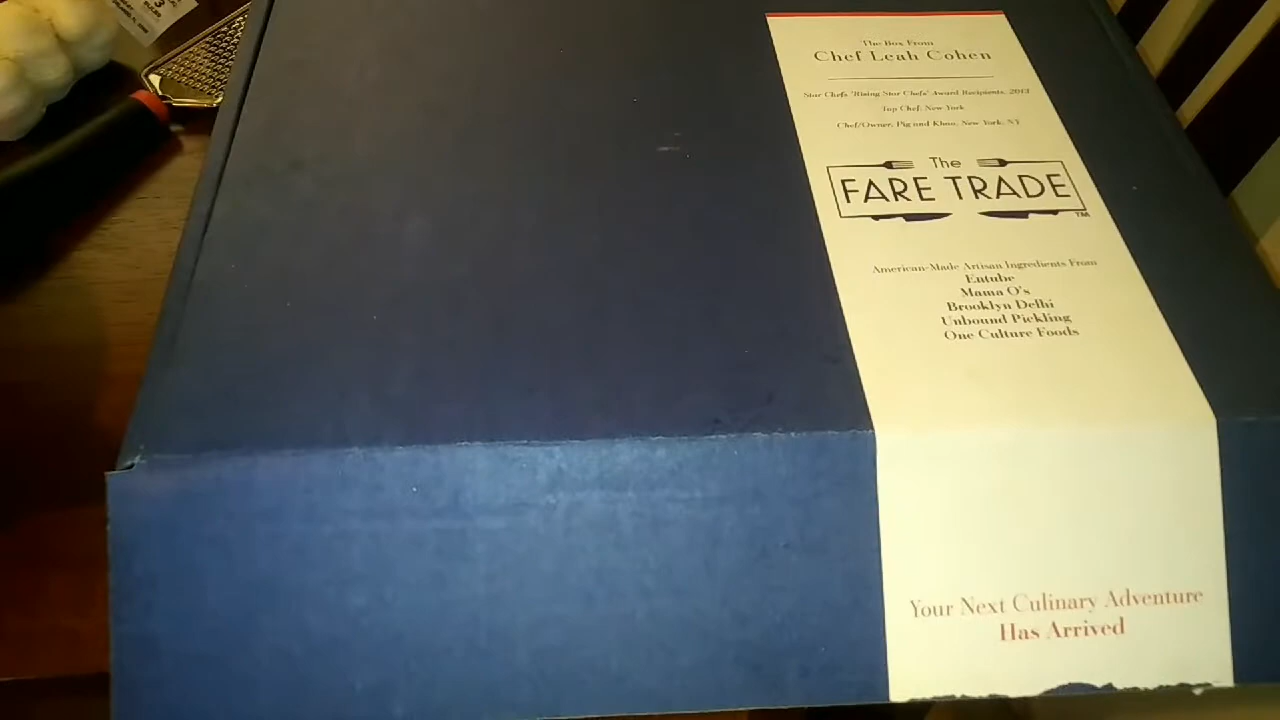 The Box From
Chef Leah Cohen
Star Chefs 'Rising Star Chefs' Award Recipients, 2013
Top Chef: New York
Chef/Owner, Pig and Khao, New York, NY
The
FARE TRADE
TM
American-Made Artisan Ingredients From
Entube
Mama O's
Brooklyn Delhi
Unbound Pickling
One Culture Foods
Your Next Culinary Adventure
Has Arrived
3